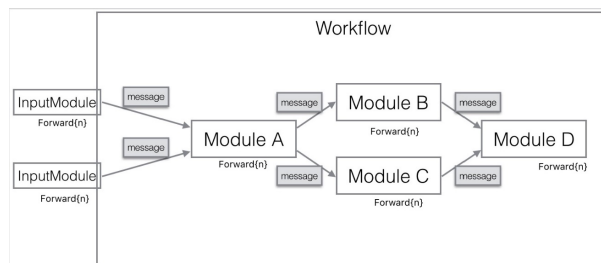 Workflow
InputModule
Forward{n}
message
message
InputModule
Forward{n}
Module A
Forward{n}
message
message
Module B
Forward{n}
Module C
Forward{n}
message
message
Module D
Forward{n}